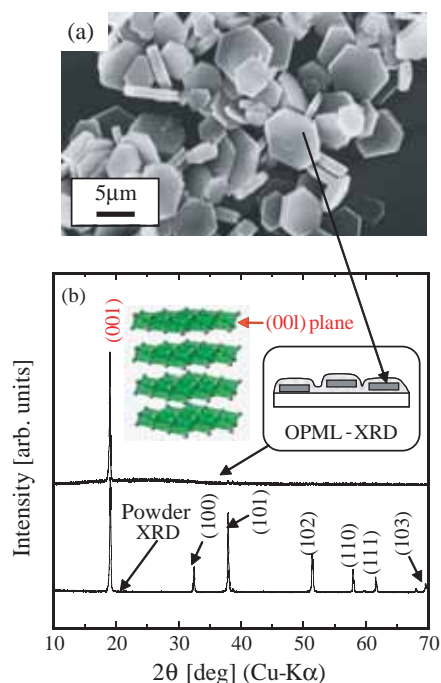 (a)
5μm
(b)
(001)
(00l) plane
OPML-XRD
Powder
XRD
(100)
(101)
(102)
(110)
(111)
(103)
Intensity [arb. units]
10 20 30 40 50 60 70
2θ [deg] (Cu-Kα)